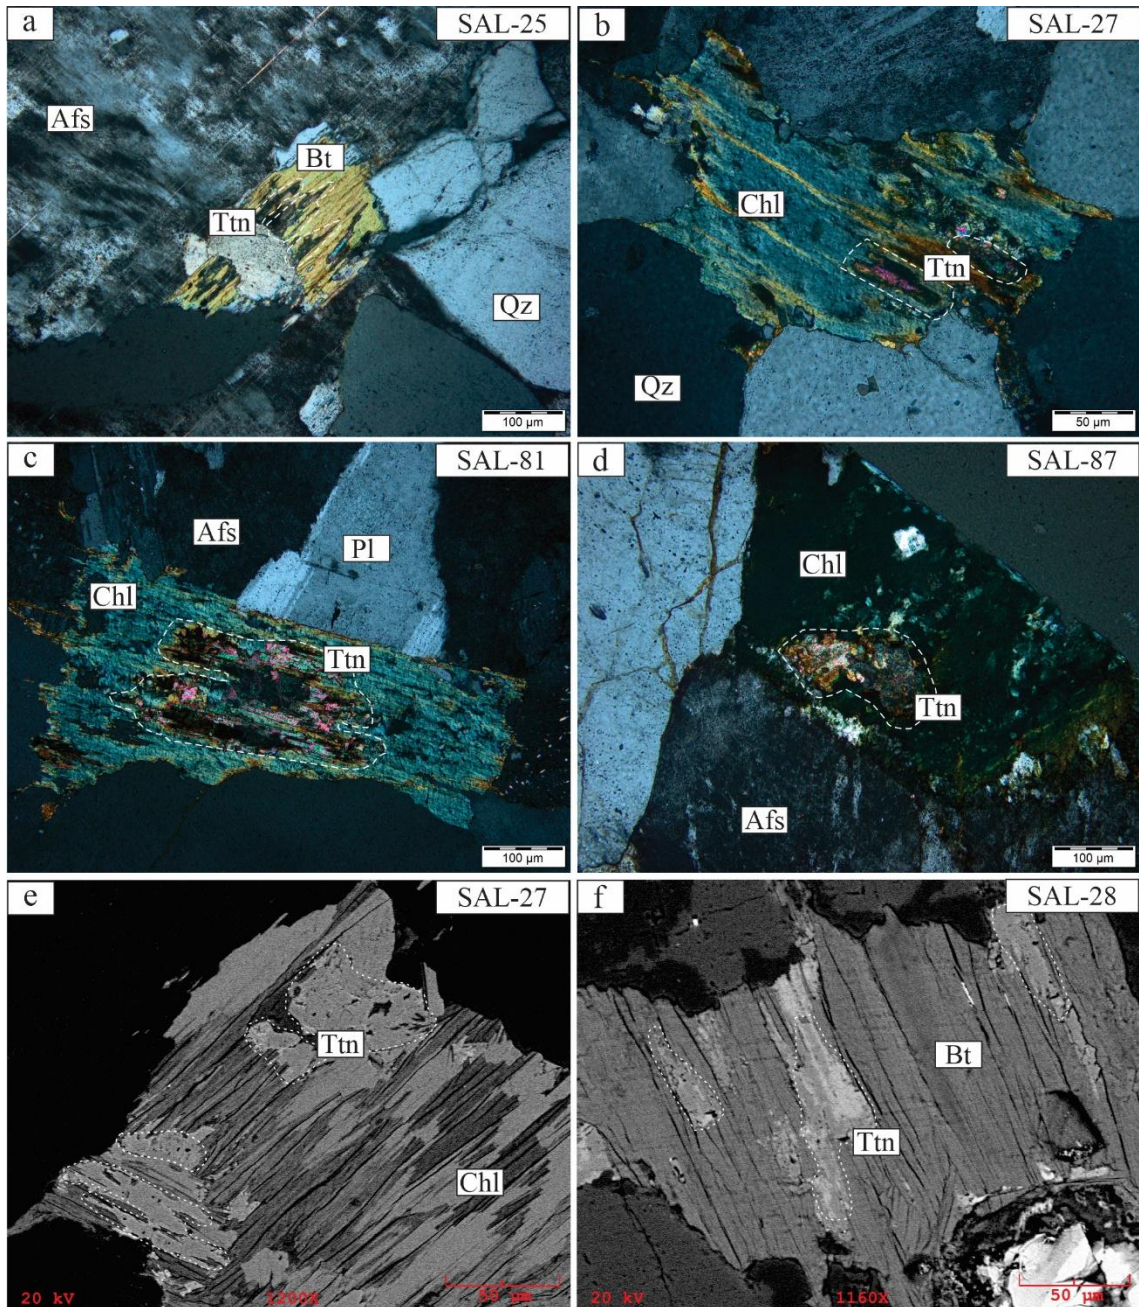 a SAL-25
Afs
Bt
Ttn
Qz
100 µm
b SAL-27
Chl
Ttn
Qz
50 µm
c SAL-81
Afs
Pl
Chl
Ttn
100 µm
d SAL-87
Chl
Ttn
Afs
100 µm
e SAL-27
Ttn
Chl
20 kV 1200X 50 µm
f SAL-28
Bt
Ttn
20 kV 1160X 50 µm